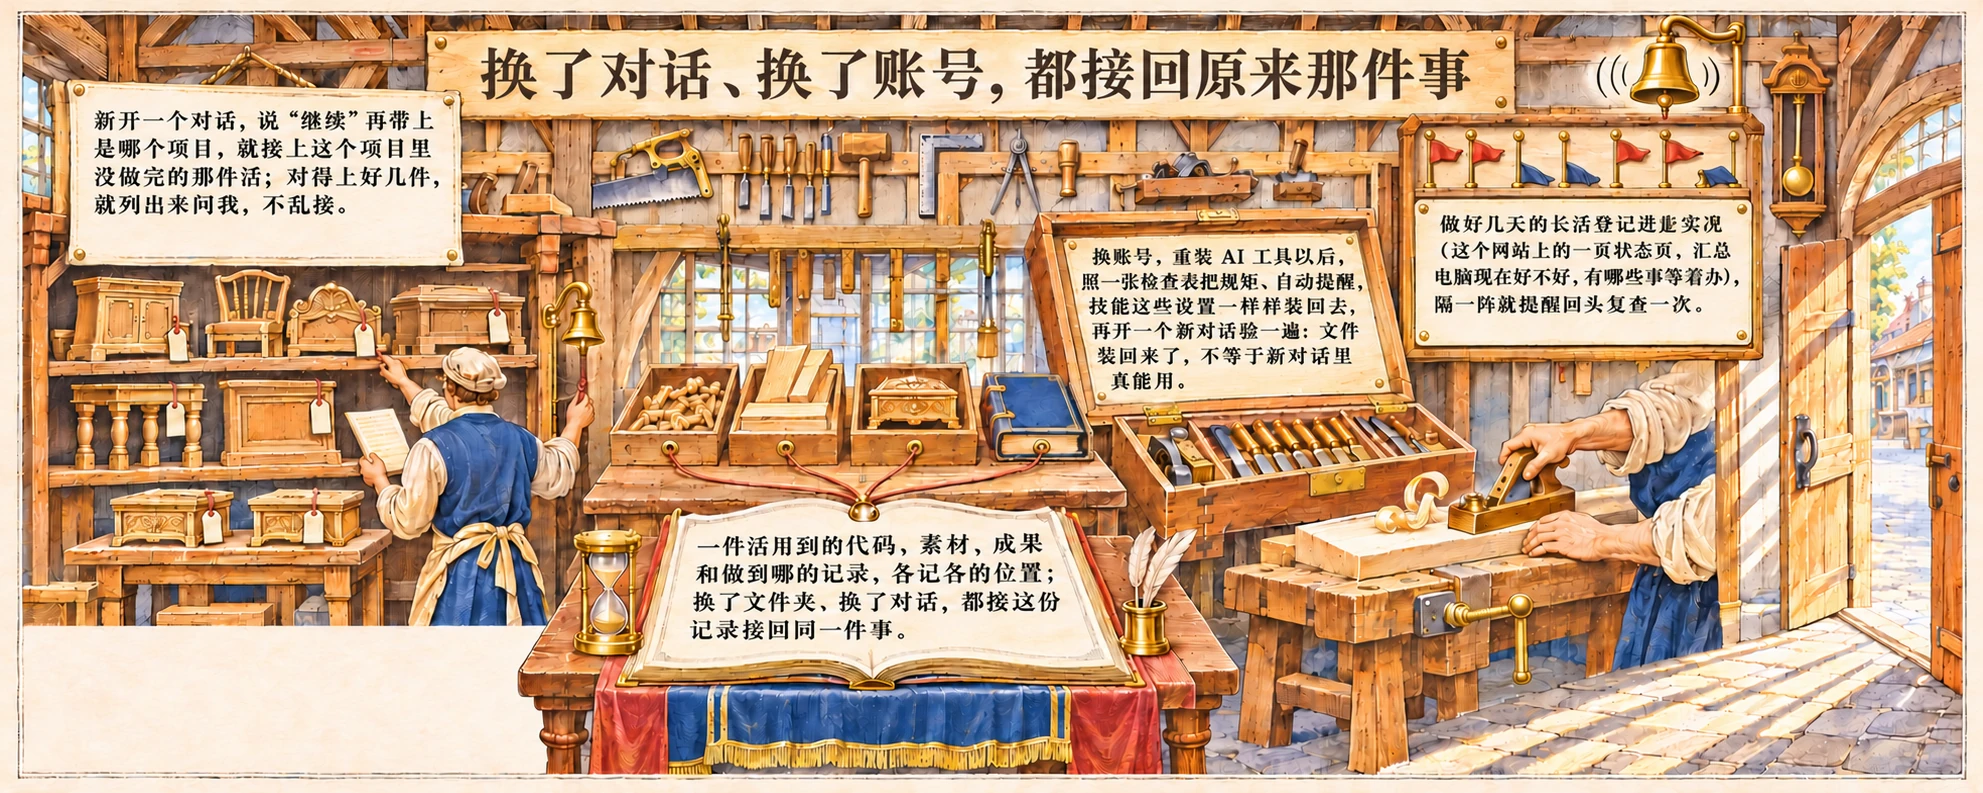 换了对话、换了账号，都接回原来那件事
新开一个对话，说“继续”再带上
是哪个项目，就接上这个项目里
没做完的那件活；对得上好几件，
就列出来问我，不乱接。
一件活用到的代码，素材，成果
和做到哪的记录，各记各的位置；
换了文件夹、换了对话，都接这份
记录接回同一件事。
换账号，重装 AI 工具以后，
照一张检查表把规矩、自动提醒，
技能这些设置一样样装回去，
再开一个新对话验一遍：文件
装回来了，不等于新对话里
真能用。
做好几天的长活登记进实况
（这个网站上的一页状态页，汇总
电脑现在好不好，有哪些事等着办），
隔一阵就提醒回头复查一次。